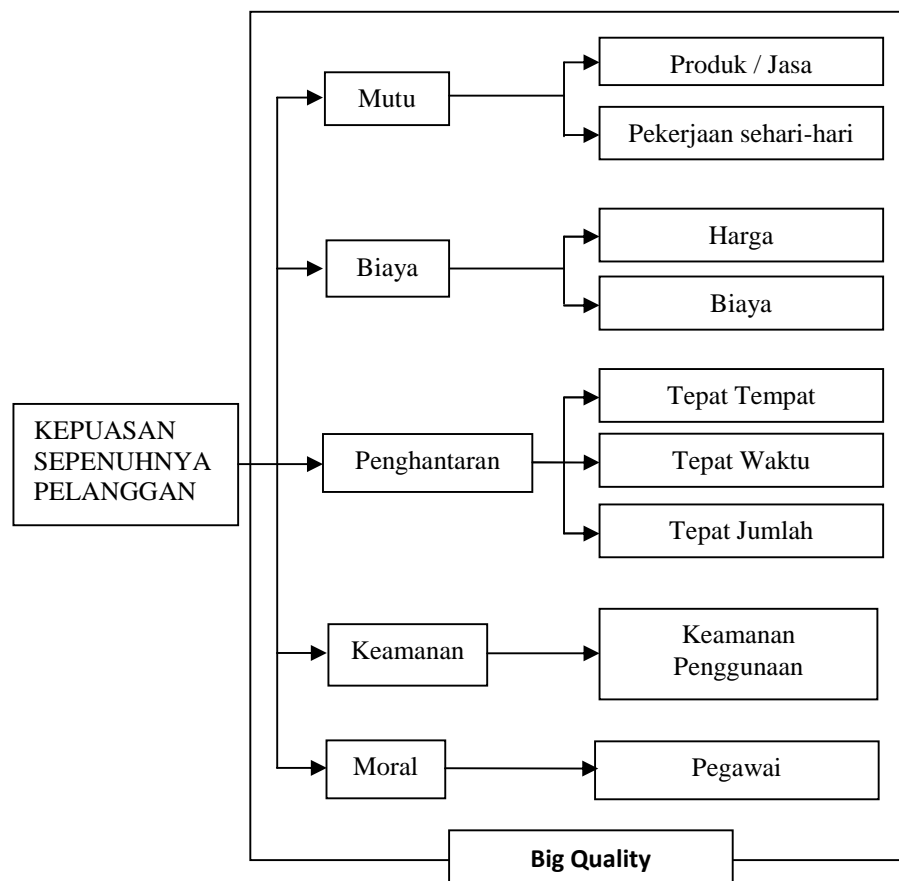 KEPUASAN
SEPENUHNYA
PELANGGAN
Mutu
Produk / Jasa
Pekerjaan sehari-hari
Biaya
Harga
Biaya
Penghantaran
Tepat Tempat
Tepat Waktu
Tepat Jumlah
Keamanan
Keamanan
Penggunaan
Moral
Pegawai
Big Quality